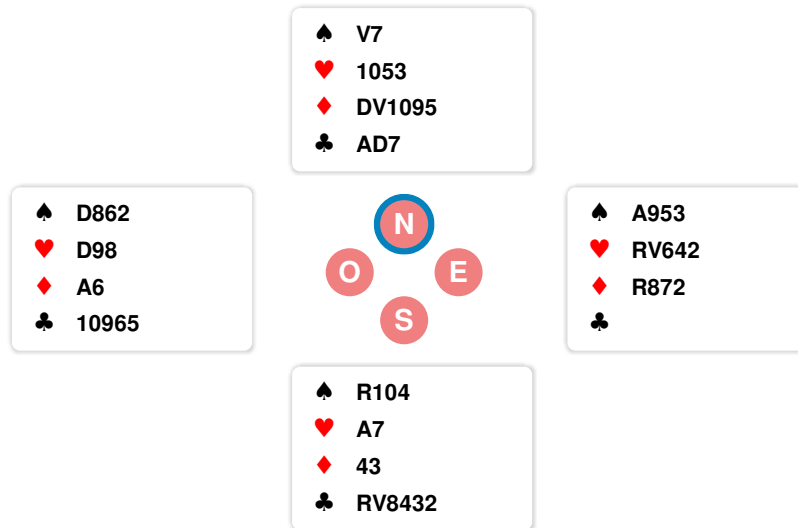 ♠ V7
♥ 1053
♦ DV1095
♣ AD7
♠ D862
♥ D98
♦ A6
♣ 10965
N
O E
S
♠ A953
♥ RV642
♦ R872
♣
♠ R104
♥ A7
♦ 43
♣ RV8432